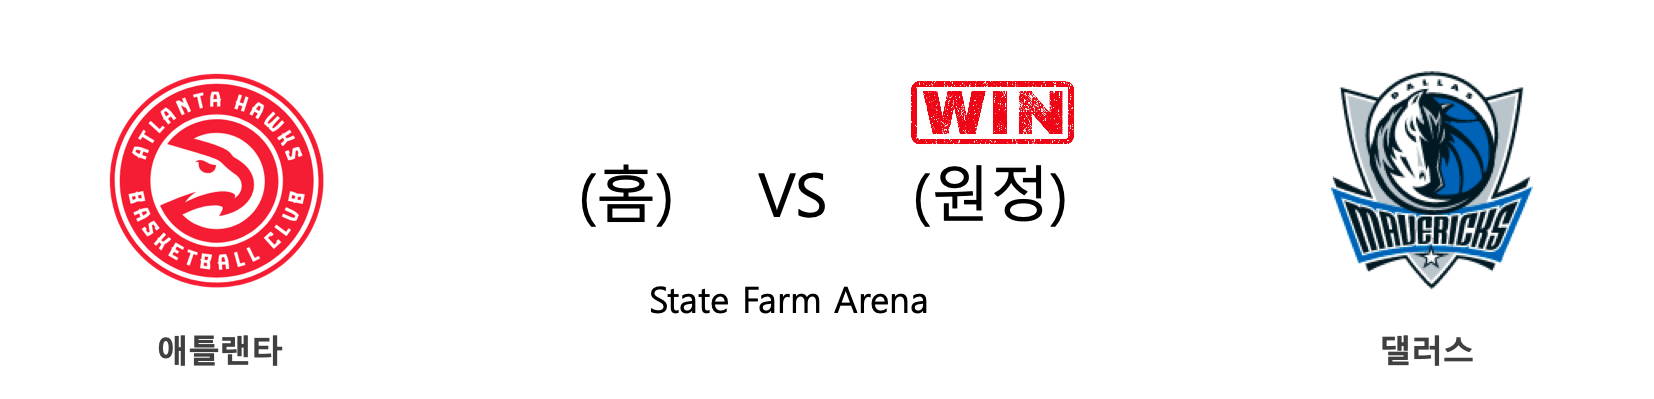 ATLANTA HAWKS
BASKETBALL CLUB
WIN
(홈) VS (원정)
DALLAS
MAVERICKS
State Farm Arena
애틀랜타
댈러스